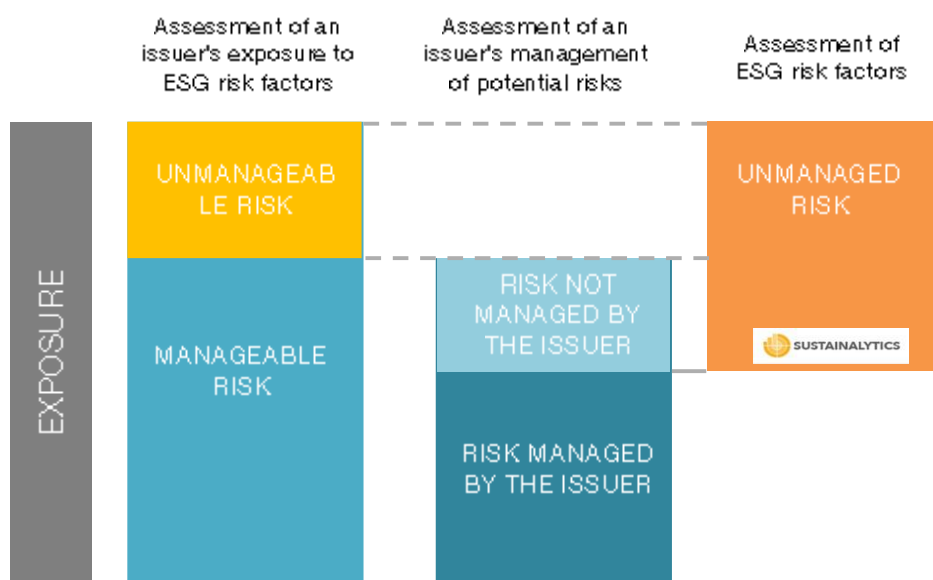 Assessment of an
issuer's exposure to
ESG risk factors
Assessment of an
issuer's management
of potential risks
Assessment of
ESG risk factors
EXPOSURE
UNMANAGEAB
LE RISK
MANAGEABLE
RISK
RISK NOT
MANAGED BY
THE ISSUER
RISK MANAGED
BY THE ISSUER
UNMANAGED
RISK
SUSTAINALYTICS